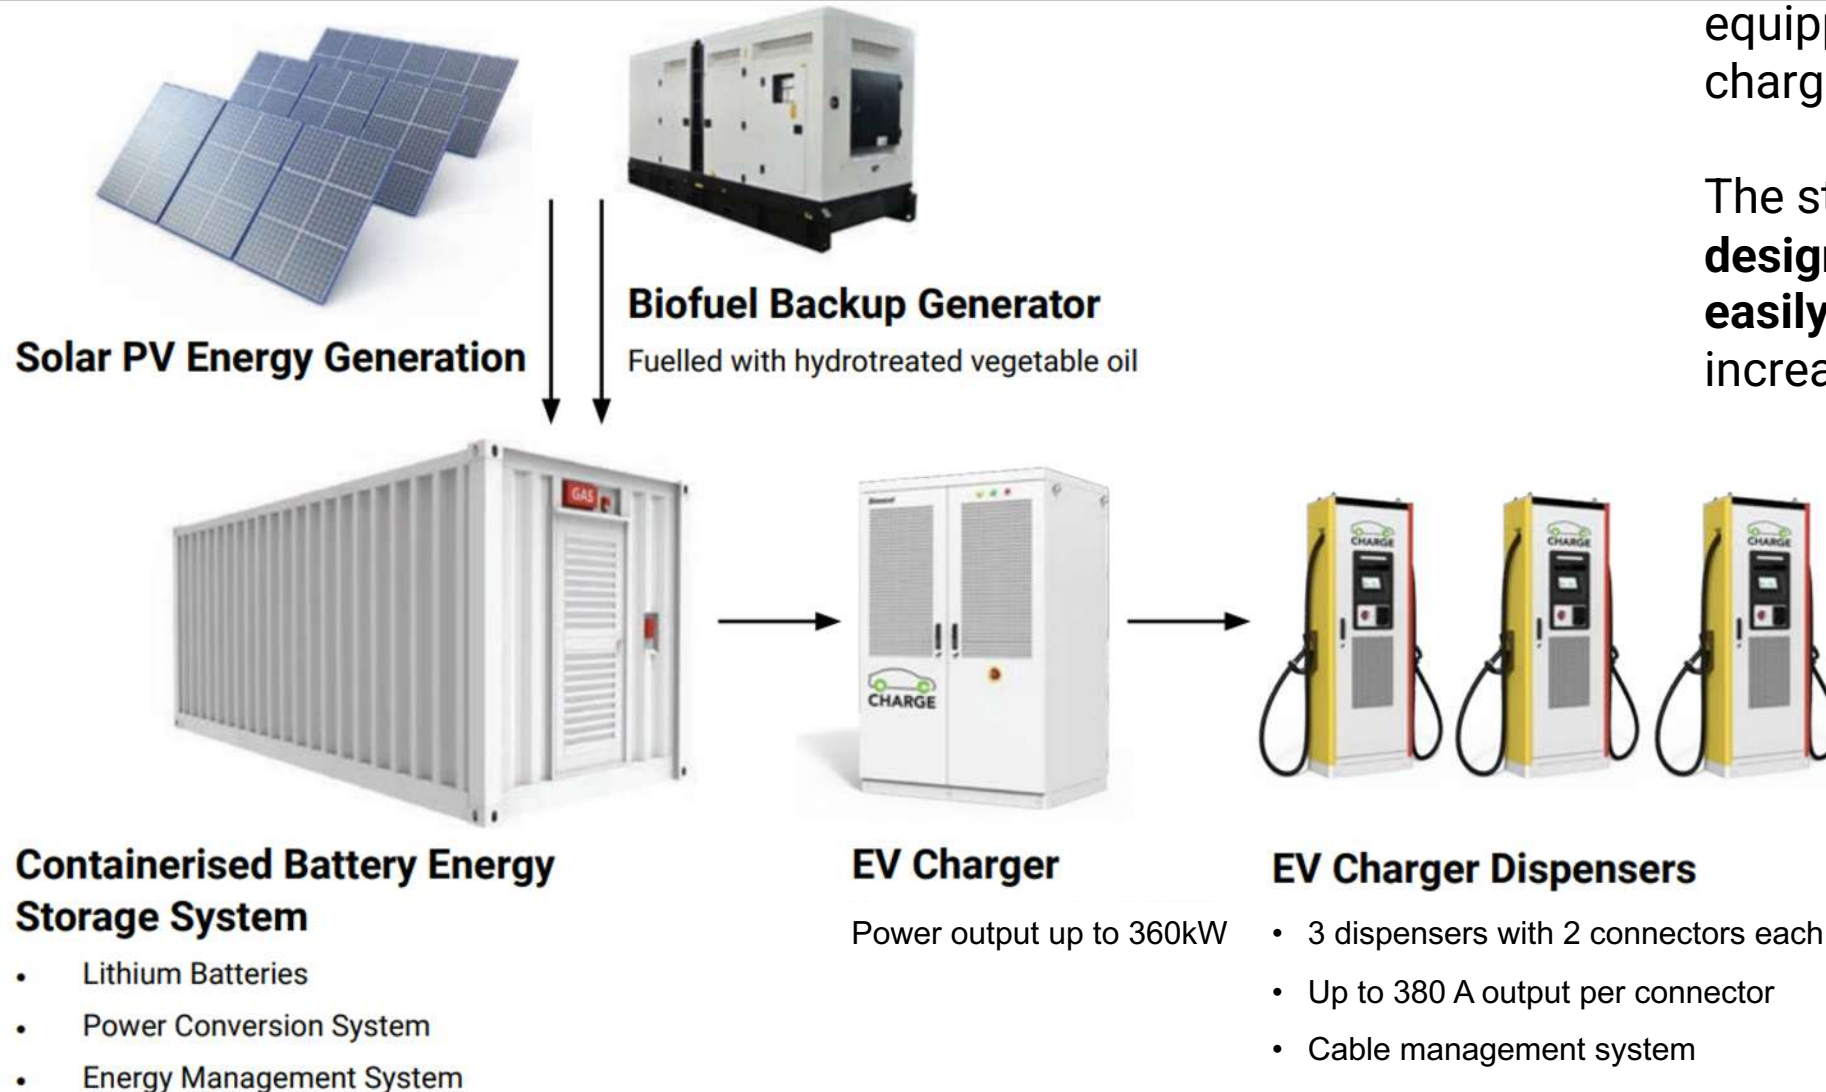 equip
charg
The s
desig
easily
increa
Biofuel Backup Generator
Fuelled with hydrotreated vegetable oil
Solar PV Energy Generation
GAS
CHARGE
CHARGE
CHARGE
CHARGE
Containerised Battery Energy
Storage System
• Lithium Batteries
• Power Conversion System
• Energy Management System
EV Charger
Power output up to 360kW
EV Charger Dispensers
• 3 dispensers with 2 connectors each
• Up to 380 A output per connector
• Cable management system